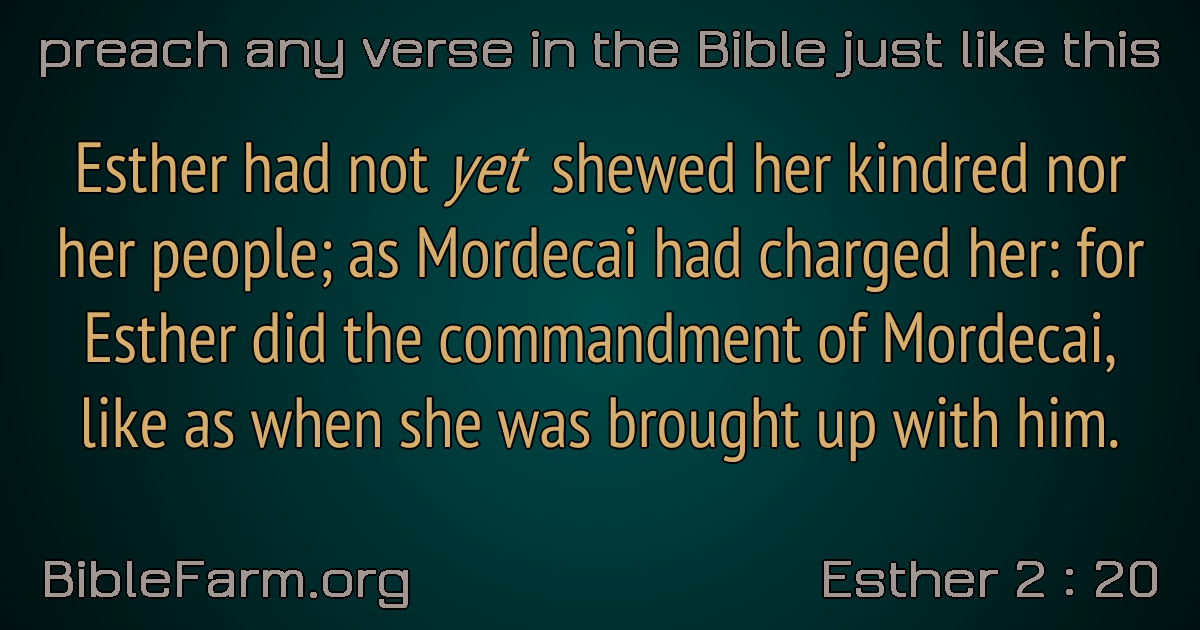 preach any verse in the Bible just like this
Esther had not yet shewed her kindred nor
her people; as Mordecai had charged her: for
Esther did the commandment of Mordecai,
like as when she was brought up with him.
BibleFarm.org
Esther 2 : 20